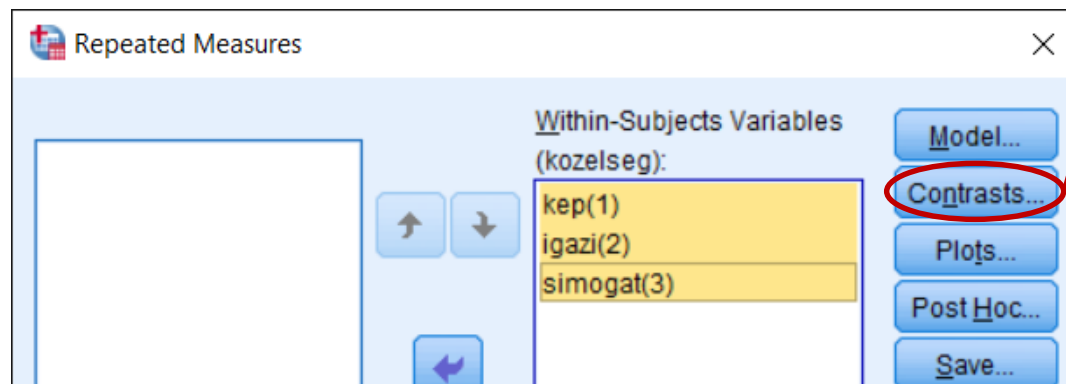 Repeated Measures
Within-Subjects Variables
(kozelseg):
kep(1)
igazi(2)
simogat(3)
Model...
Contrasts...
Plots...
Post Hoc...
Save...